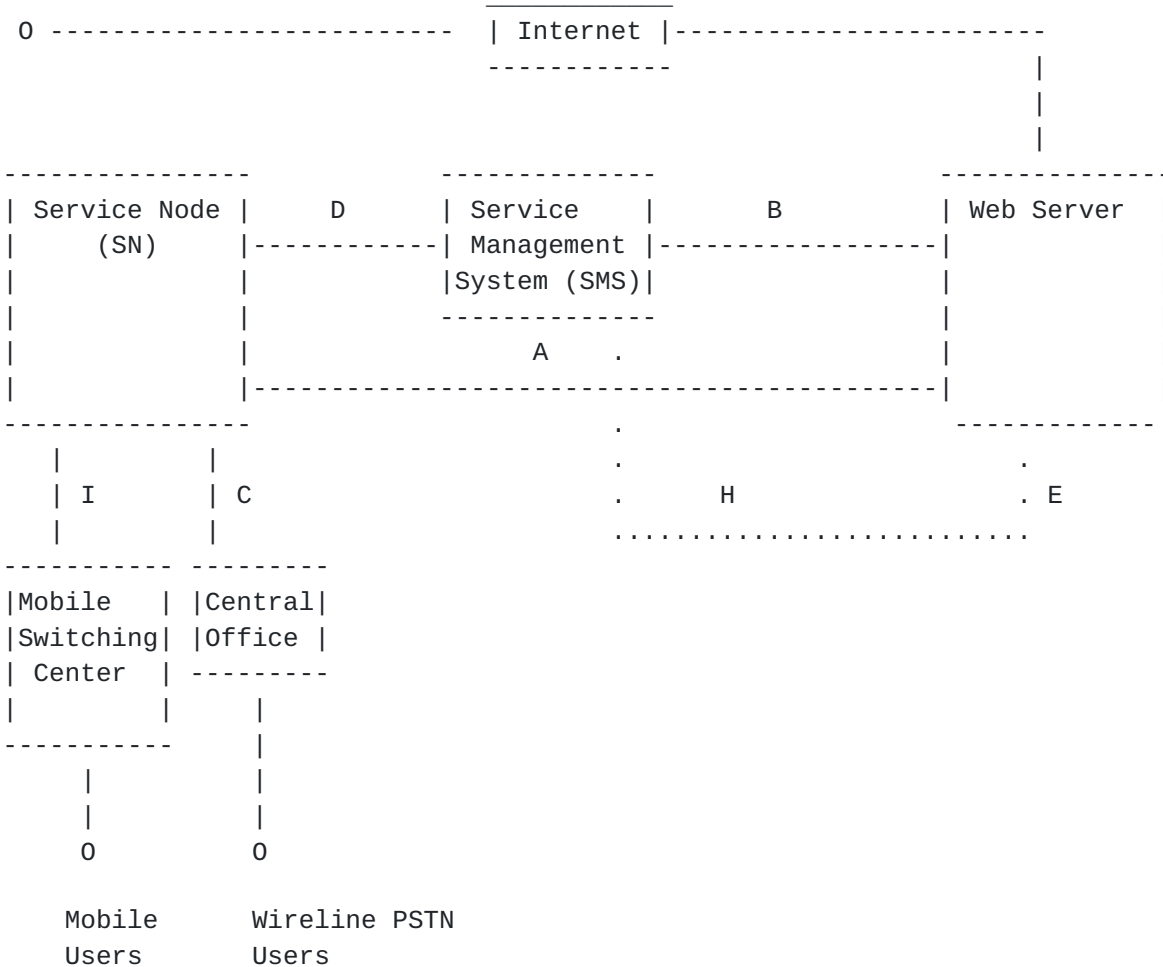 O --------------------------- | Internet |------------------------
| Service Node | D | Service | B | Web Server
| (SN) |------------| Management |------------------|
| | |System (SMS)| |
| | A . |
| I | C . H . E
|Mobile | |Central|
|Switching| |Office |
| Center | ---------
O O
Mobile Wireline PSTN
Users Users